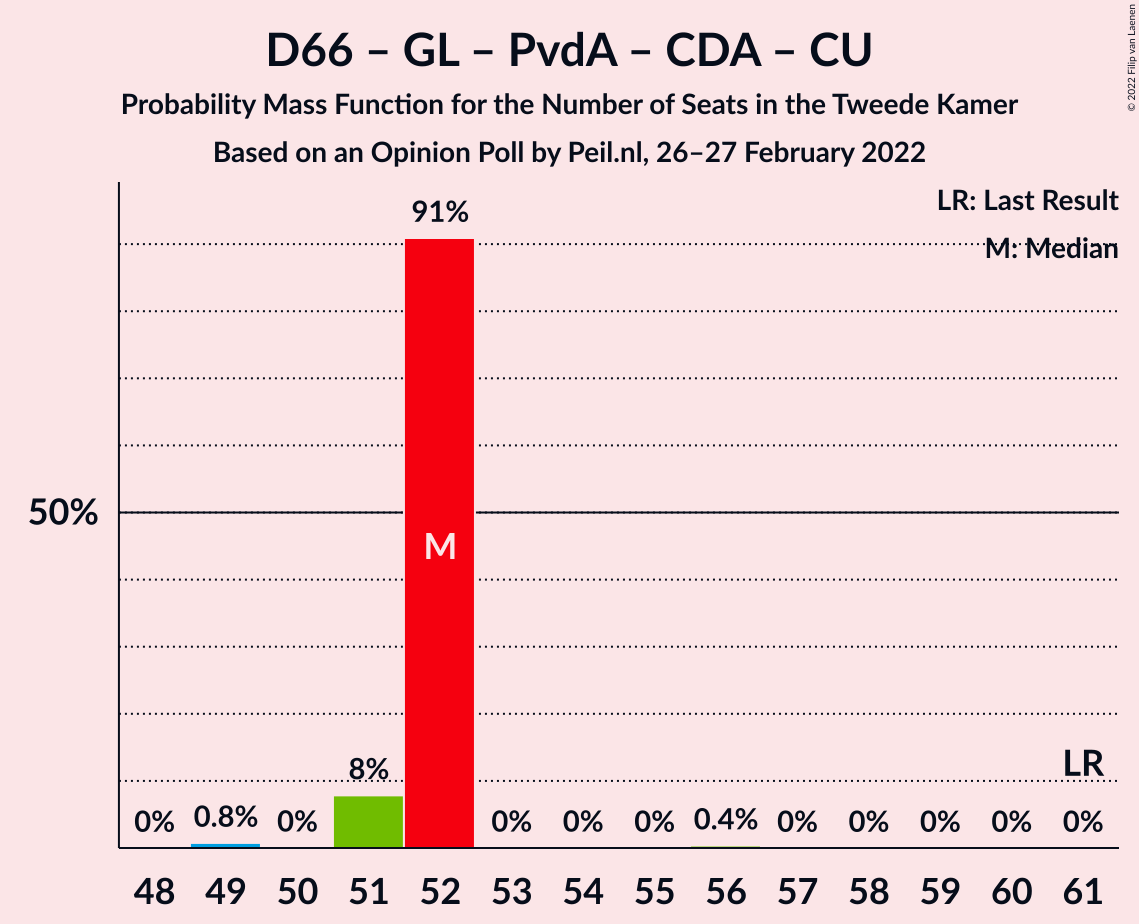 D66 – GL – PvdA – CDA – CU
Probability Mass Function for the Number of Seats in the Tweede Kamer
Based on an Opinion Poll by Peil.nl, 26–27 February 2022
© 2022 Filip van Laenen
LR: Last Result
M: Median
91%
50%
M
LR
0% 0.8% 0% 8% 0% 0% 0% 0.4% 0% 0% 0% 0% 0%
48 49 50 51 52 53 54 55 56 57 58 59 60 61